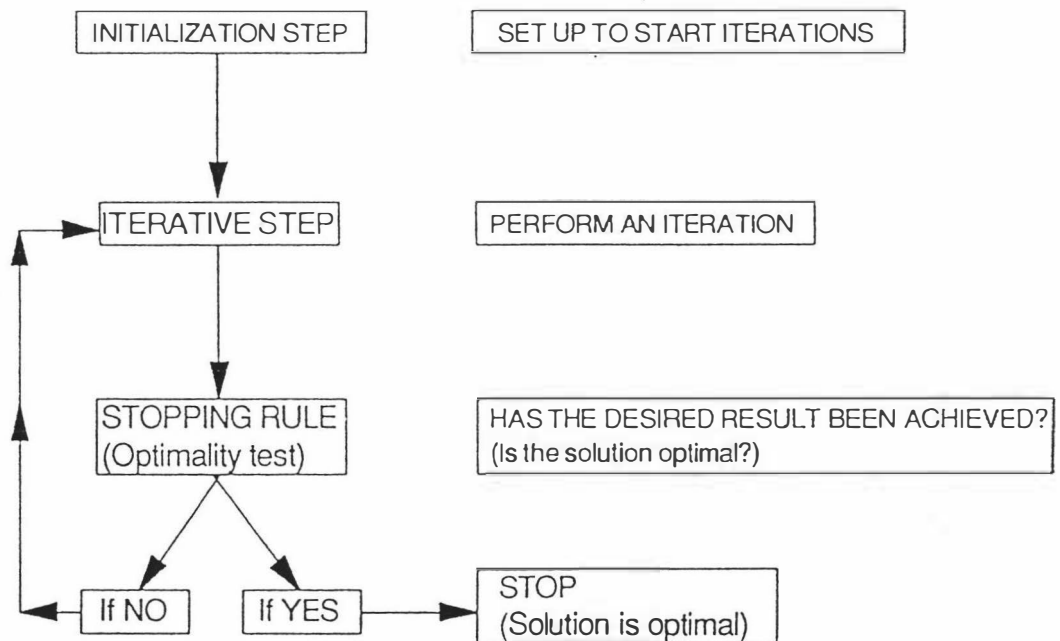 INITIALIZATION STEP
SET UP TO START ITERATIONS
ITERATIVE STEP
PERFORM AN ITERATION
STOPPING RULE
(Optimality test)
HAS THE DESIRED RESULT BEEN ACHIEVED?
(Is the solution optimal?)
If NO
If YES
STOP
(Solution is optimal)